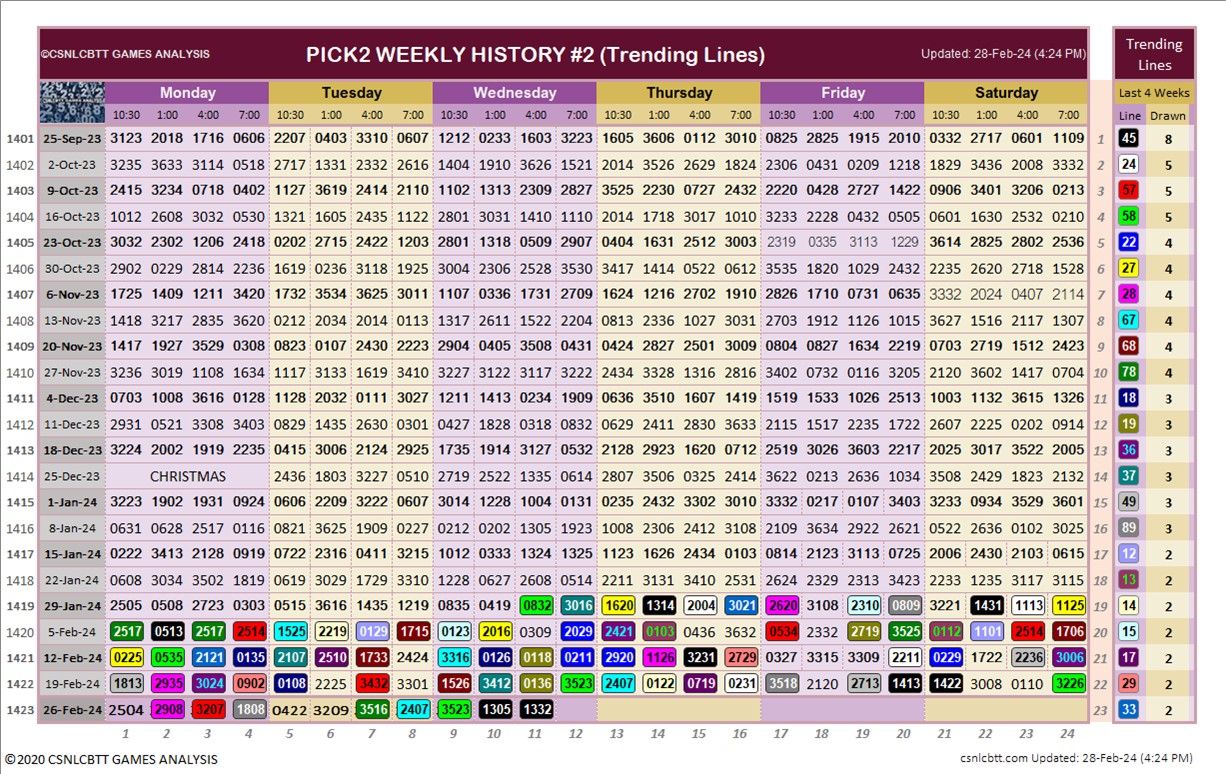 ©CSNLCBTT GAMES ANALYSIS PICK2 WEEKLY HISTORY #2 (Trending Lines) Updated: 28-Feb-24 (4:24 PM) Trending Lines
Monday Tuesday Wednesday Thursday Friday Saturday Last 4 Weeks
10:30 1:00 4:00 7:00 10:30 1:00 4:00 7:00 10:30 1:00 4:00 7:00 10:30 1:00 4:00 7:00 10:30 1:00 4:00 7:00 10:30 1:00 4:00 7:00 Line Drawn
1401 25-Sep-23 3123 2018 1716 0606 2207 0403 3310 0607 1212 0233 1603 3223 1605 3606 0112 3010 0825 2825 1915 2010 0332 2717 0601 1109 1 45 8
1402 2-Oct-23 3235 3633 3114 0518 2717 1331 2332 2616 1404 1910 3626 1521 2014 3526 2629 1824 2306 0431 0209 1218 1829 3436 2008 3332 2 24 5
1403 9-Oct-23 2415 3234 0718 0402 1127 3619 2414 2110 1102 1313 2309 2827 3525 2230 0727 2432 2220 0428 2727 1422 0906 3401 3206 0213 3 57 5
1404 16-Oct-23 1012 2608 3032 0530 1321 1605 2435 1122 2801 3031 1410 1110 2014 1718 3017 1010 3233 2228 0432 0505 0601 1630 2532 0210 4 58 5
1405 23-Oct-23 3032 2302 1206 2418 0202 2715 2422 1203 2801 1318 0509 2907 0404 1631 2512 3003 2319 0335 3113 1229 3614 2825 2802 2536 5 22 4
1406 30-Oct-23 2902 0229 2814 2236 1619 0236 3118 1925 3004 2306 2528 3530 3417 1414 0522 0612 3535 1820 1029 2432 2235 2620 2718 1528 6 27 4
1407 6-Nov-23 1725 1409 1211 3420 1732 3534 3625 3011 1107 0336 1731 2709 1624 1216 2702 1910 2826 1710 0731 0635 3332 2024 0407 2114 7 28 4
1408 13-Nov-23 1418 3217 2835 3620 0212 2034 2014 0113 1317 2611 1522 2204 0813 2336 1027 3031 2703 1912 1126 1015 3627 1516 2117 1307 8 67 4
1409 20-Nov-23 1417 1927 3529 0308 0823 0107 2430 2223 2904 0405 3508 0431 0424 2827 2501 3009 0804 0827 1634 2219 0703 2719 1512 2423 9 68 4
1410 27-Nov-23 3236 3019 1108 1634 1117 3133 1619 3410 3227 3122 3117 3222 2434 3328 1316 2816 3402 0732 0116 3205 2120 3602 1417 0704 10 78 4
1411 4-Dec-23 0703 1008 3616 0128 1128 2032 0111 3027 1211 1413 0234 1909 0636 3510 1607 1419 1519 1533 1026 2513 1003 1132 3615 1326 11 18 3
1412 11-Dec-23 2931 0521 3308 3403 0829 1435 2630 0301 0427 1828 0318 0832 0629 2411 2830 3633 2115 1517 2235 1722 2607 2225 0202 0914 12 19 3
1413 18-Dec-23 3224 2002 1919 2235 0415 3006 2124 2923 1735 1914 3127 0532 2128 2923 1620 0712 2519 3026 3603 2217 2025 3017 3522 2005 13 36 3
1414 25-Dec-23 CHRISTMAS 2436 1803 3227 0510 2719 2522 1335 0614 2807 3506 0325 2414 3622 0213 2636 1034 3508 2429 1823 2132 14 37 3
1415 1-Jan-24 3223 1902 1931 0924 0606 2209 3222 0607 3014 1228 1004 0131 0235 2432 3302 3010 3332 0217 0107 3403 3233 0934 3529 3601 15 49 3
1416 8-Jan-24 0631 0628 2517 0116 0821 3625 1909 0227 0212 0202 1305 1923 1008 2306 2412 3108 2109 3634 2922 2621 0522 2636 0102 3025 16 89 3
1417 15-Jan-24 0222 3413 2128 0919 0722 2316 0411 3215 1012 0333 1324 1325 1123 1626 2434 0103 0814 2123 3113 0725 2006 2430 2103 0615 17 12 2
1418 22-Jan-24 0608 3034 3502 1819 0619 3029 1729 3310 1228 0627 2608 0514 2211 3131 3410 2531 2624 2329 2313 3423 2233 1235 3117 3115 18 13 2
1419 29-Jan-24 2505 0508 2723 0303 0515 3616 1435 1219 0835 0419 0832 3016 1620 1314 2004 3021 2620 3108 2310 0809 3221 1431 1113 1125 19 14 2
1420 5-Feb-24 2517 0513 2517 2514 1525 2219 0129 1715 0123 2016 0309 2029 2421 0103 0436 3632 0534 2332 2719 3525 0112 1101 2514 1706 20 15 2
1421 12-Feb-24 0225 0535 2121 0135 2107 2510 1733 2424 3316 0126 0118 0211 2920 1126 3231 2729 0327 3315 3309 2211 0229 1722 2236 3006 21 17 2
1422 19-Feb-24 1813 2935 3024 0902 0108 2225 3432 3301 1526 3412 0136 3523 2407 0122 0719 0231 3518 2120 2713 1413 1422 3008 0110 3226 22 29 2
1423 26-Feb-24 2504 2908 3207 1808 0422 3209 3516 2407 3523 1305 1332 23 33 2
1 2 3 4 5 6 7 8 9 10 11 12 13 14 15 16 17 18 19 20 21 22 23 24
©2020 CSNLCBTT GAMES ANALYSIS csnlcbtt.com Updated: 28-Feb-24 (4:24 PM)